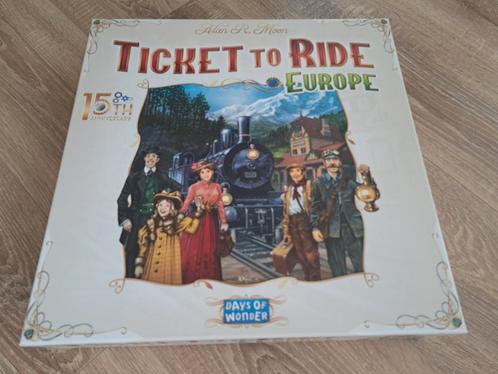 Alan R. Moon
TICKET TO RIDE
EUROPE
15TH
ANNIVERSARY
DAYS OF
WONDER